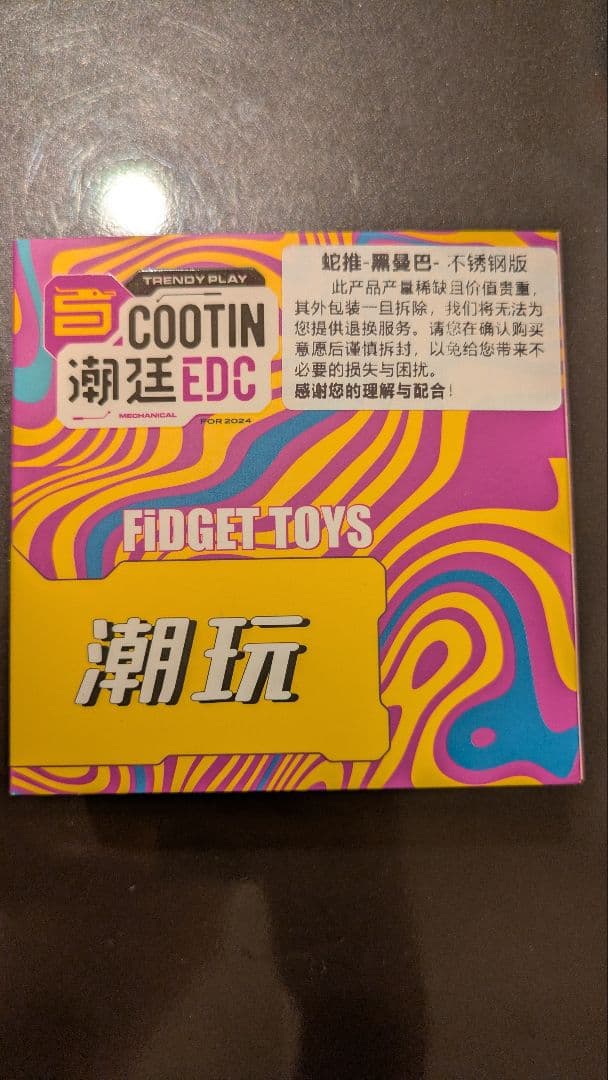 TRENDY PLAY
COOTIN
潮廷EDC
MECHANICAL
FOR 2024
蛇推-黑曼巴- 不锈钢版
此产品产量稀缺且价值贵重，
其外包装一旦拆除，我们将无法为
您提供退换服务。请您在确认购买
意愿后谨慎拆封，以免给您带来不
必要的损失与困扰。
感谢您的理解与配合！
FiDGET TOYS
潮玩